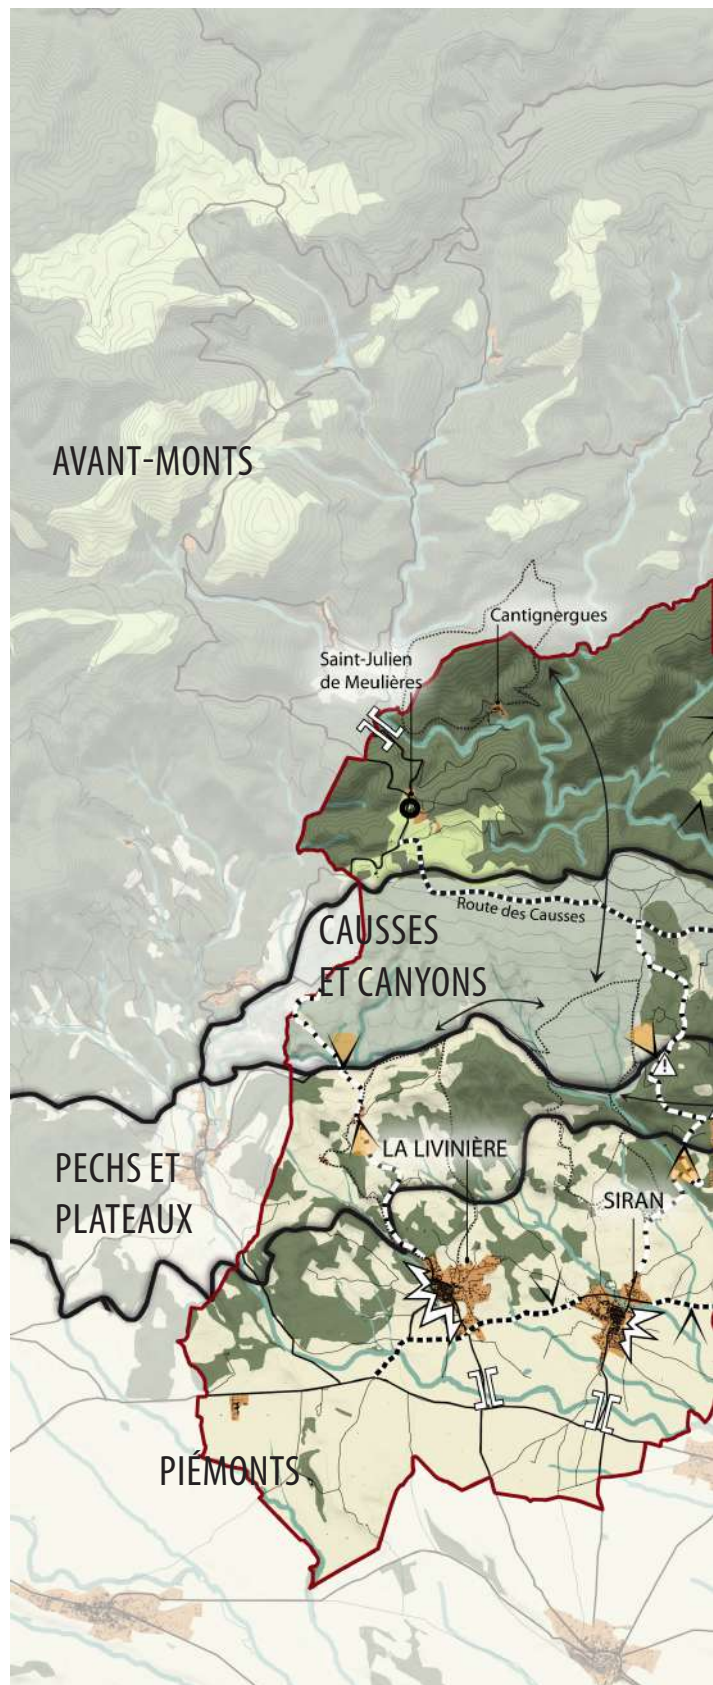 AVANT-MONTS
Cantignergues
Saint-Julien
de Meulières
Route des Causses
CAUSSES
ET CANYONS
LA LIVINIÈRE
PECHS ET
PLATEAUX
SIRAN
PIÉMONTS